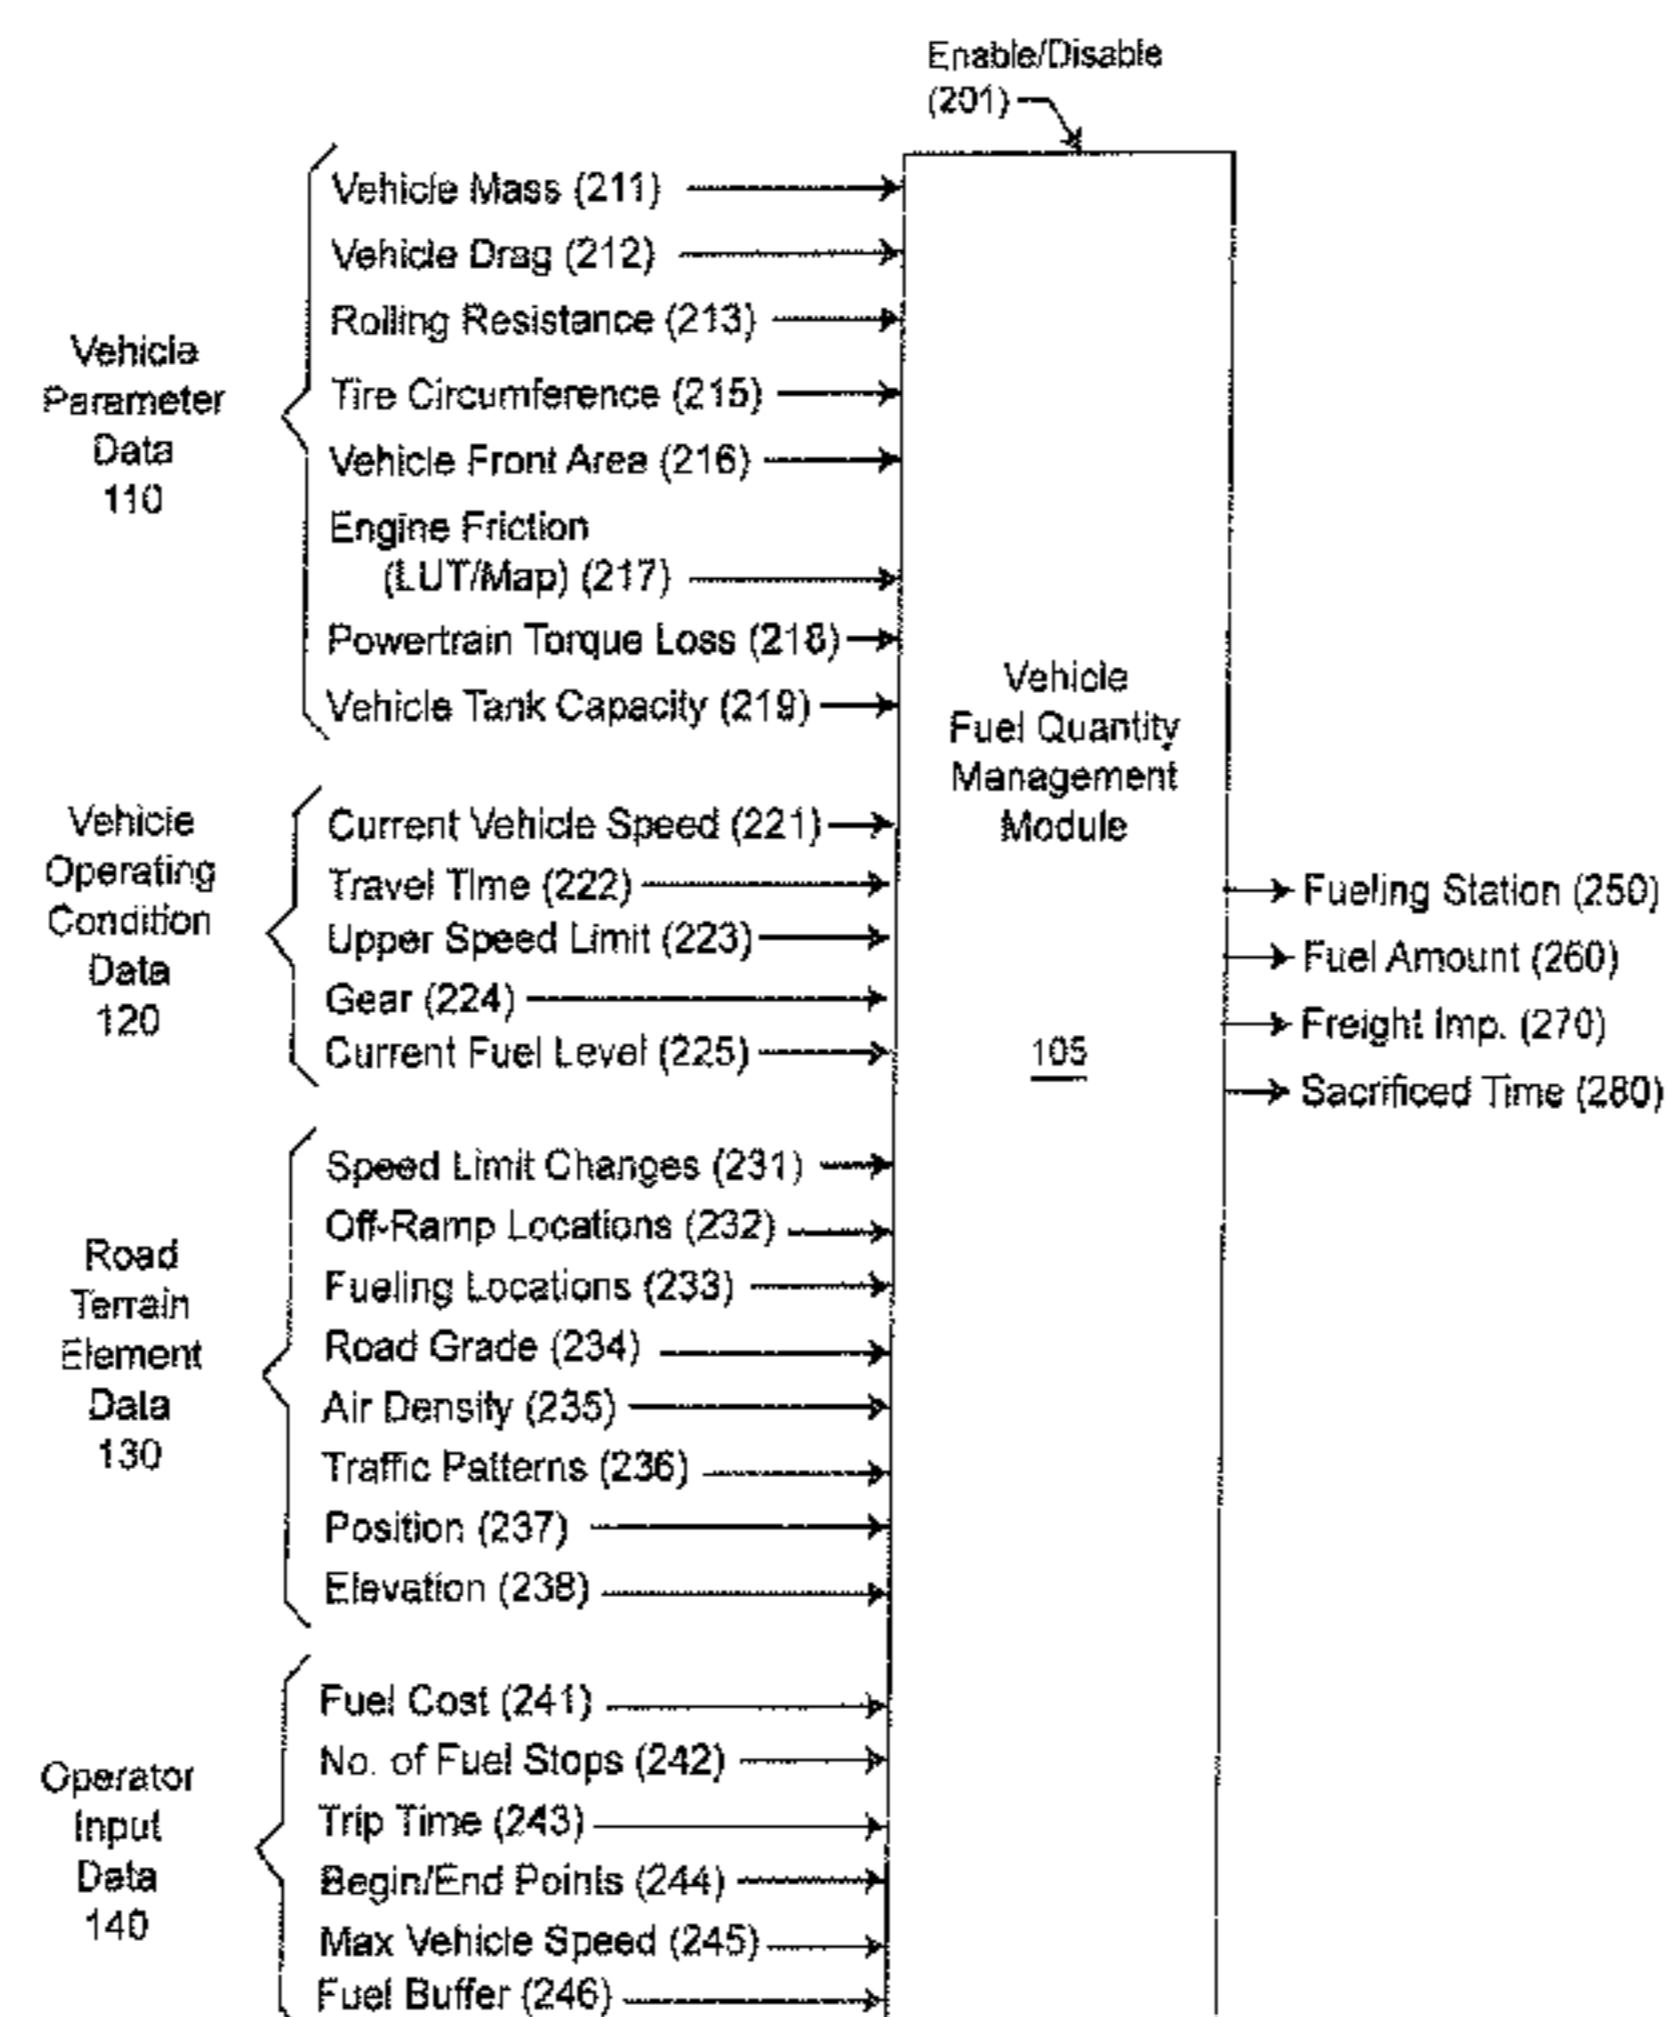 Enable/Disable
(201)
Vehicle Mass (211)
Vehicle Drag (212)
Rolling Resistance (213)
Tire Circumference (215)
Vehicle Front Area (216)
Engine Friction
(LUT/Map) (217)
Powertrain Torque Loss (218)
Vehicle Tank Capacity (219)
Vehicle
Parameter
Data
110
Current Vehicle Speed (221)
Travel Time (222)
Upper Speed Limit (223)
Gear (224)
Current Fuel Level (225)
Vehicle
Operating
Condition
Data
120
Speed Limit Changes (231)
Off-Ramp Locations (232)
Fueling Locations (233)
Road Grade (234)
Air Density (235)
Traffic Patterns (236)
Position (237)
Elevation (238)
Road
Terrain
Element
Data
130
Fuel Cost (241)
No. of Fuel Stops (242)
Trip Time (243)
Begin/End Points (244)
Max Vehicle Speed (245)
Fuel Buffer (246)
Operator
Input
Data
140
Vehicle
Fuel Quantity
Management
Module
105
Fueling Station (250)
Fuel Amount (260)
Freight Imp. (270)
Sacrificed Time (280)